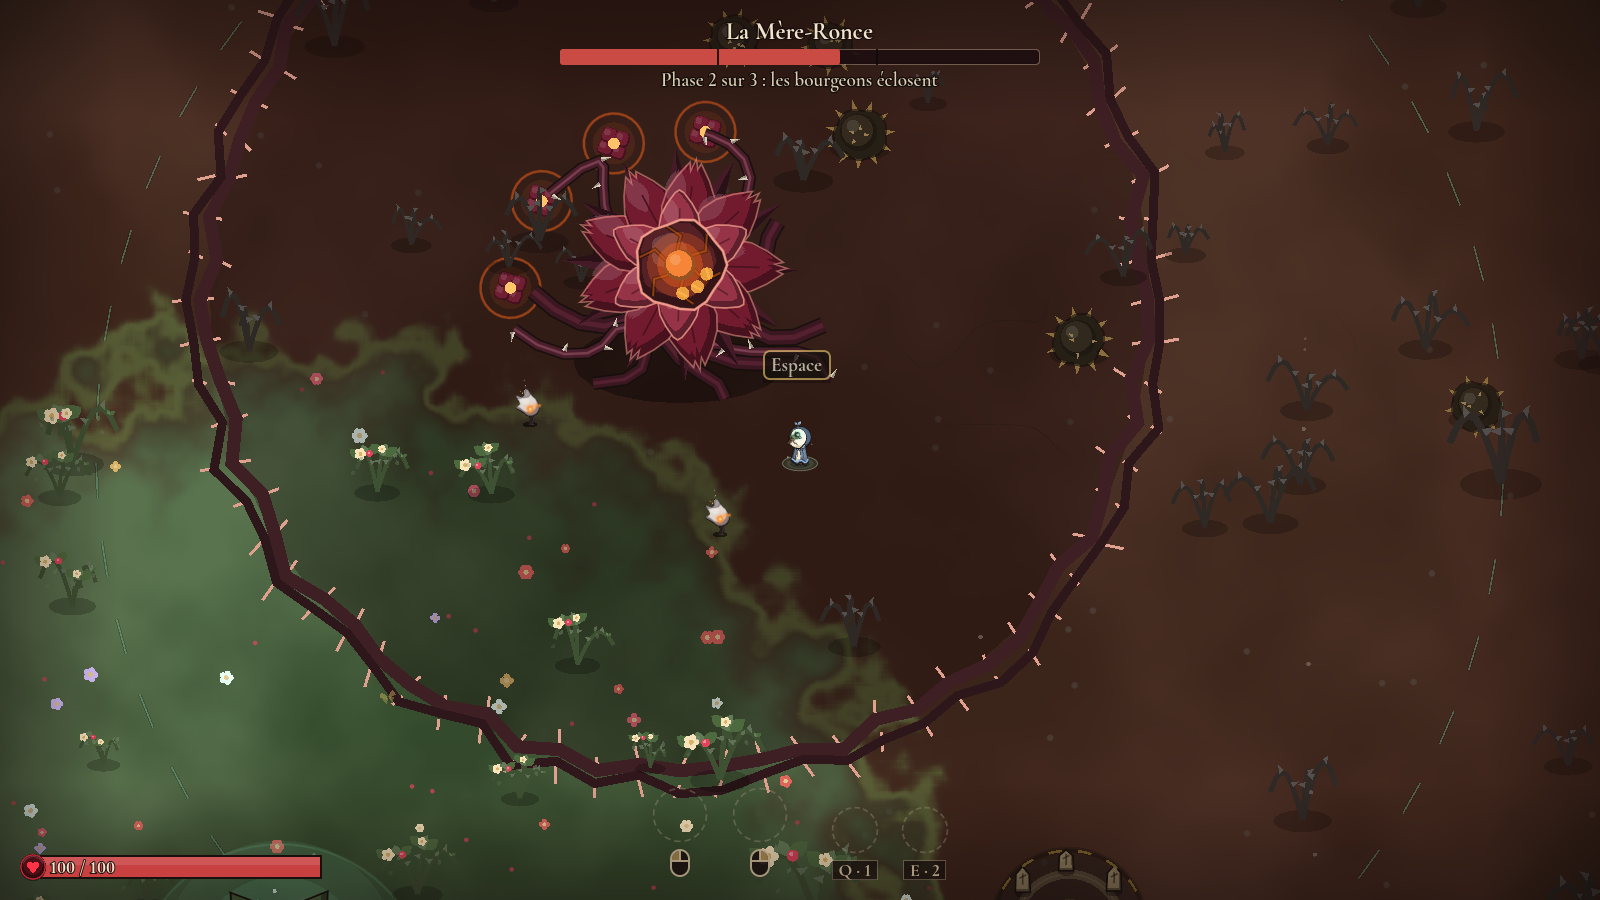 La Mère-Ronce
Phase 2 sur 3 : les bourgeons éclosent
Espace
100 / 100
Q · 1
E · 2